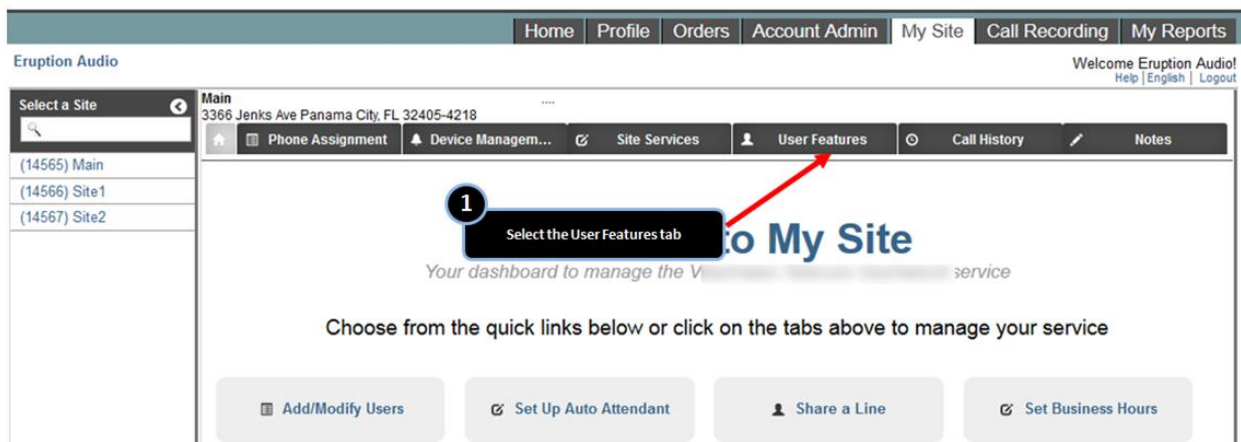 Home Profile Orders Account Admin My Site Call Recording My Reports
Eruption Audio
Welcome Eruption Audio!
Help | English | Logout
Select a Site
Main ....
3366 Jenks Ave Panama City, FL 32405-4218
Phone Assignment Device Managem... Site Services User Features Call History Notes
(14565) Main
(14566) Site1
(14567) Site2
1
Select the User Features tab
to My Site
Your dashboard to manage the V service
Choose from the quick links below or click on the tabs above to manage your service
Add/Modify Users Set Up Auto Attendant Share a Line Set Business Hours